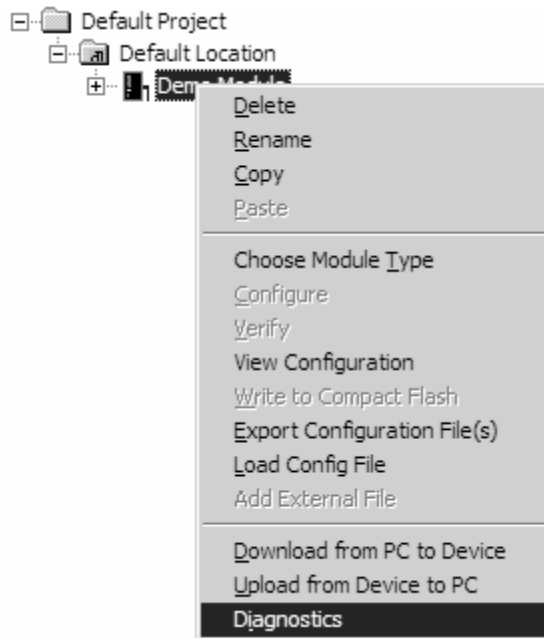 Default Project
Default Location
Demo Module
Delete
Rename
Copy
Paste
Choose Module Type
Configure
Verify
View Configuration
Write to Compact Flash
Export Configuration File(s)
Load Config File
Add External File
Download from PC to Device
Upload from Device to PC
Diagnostics